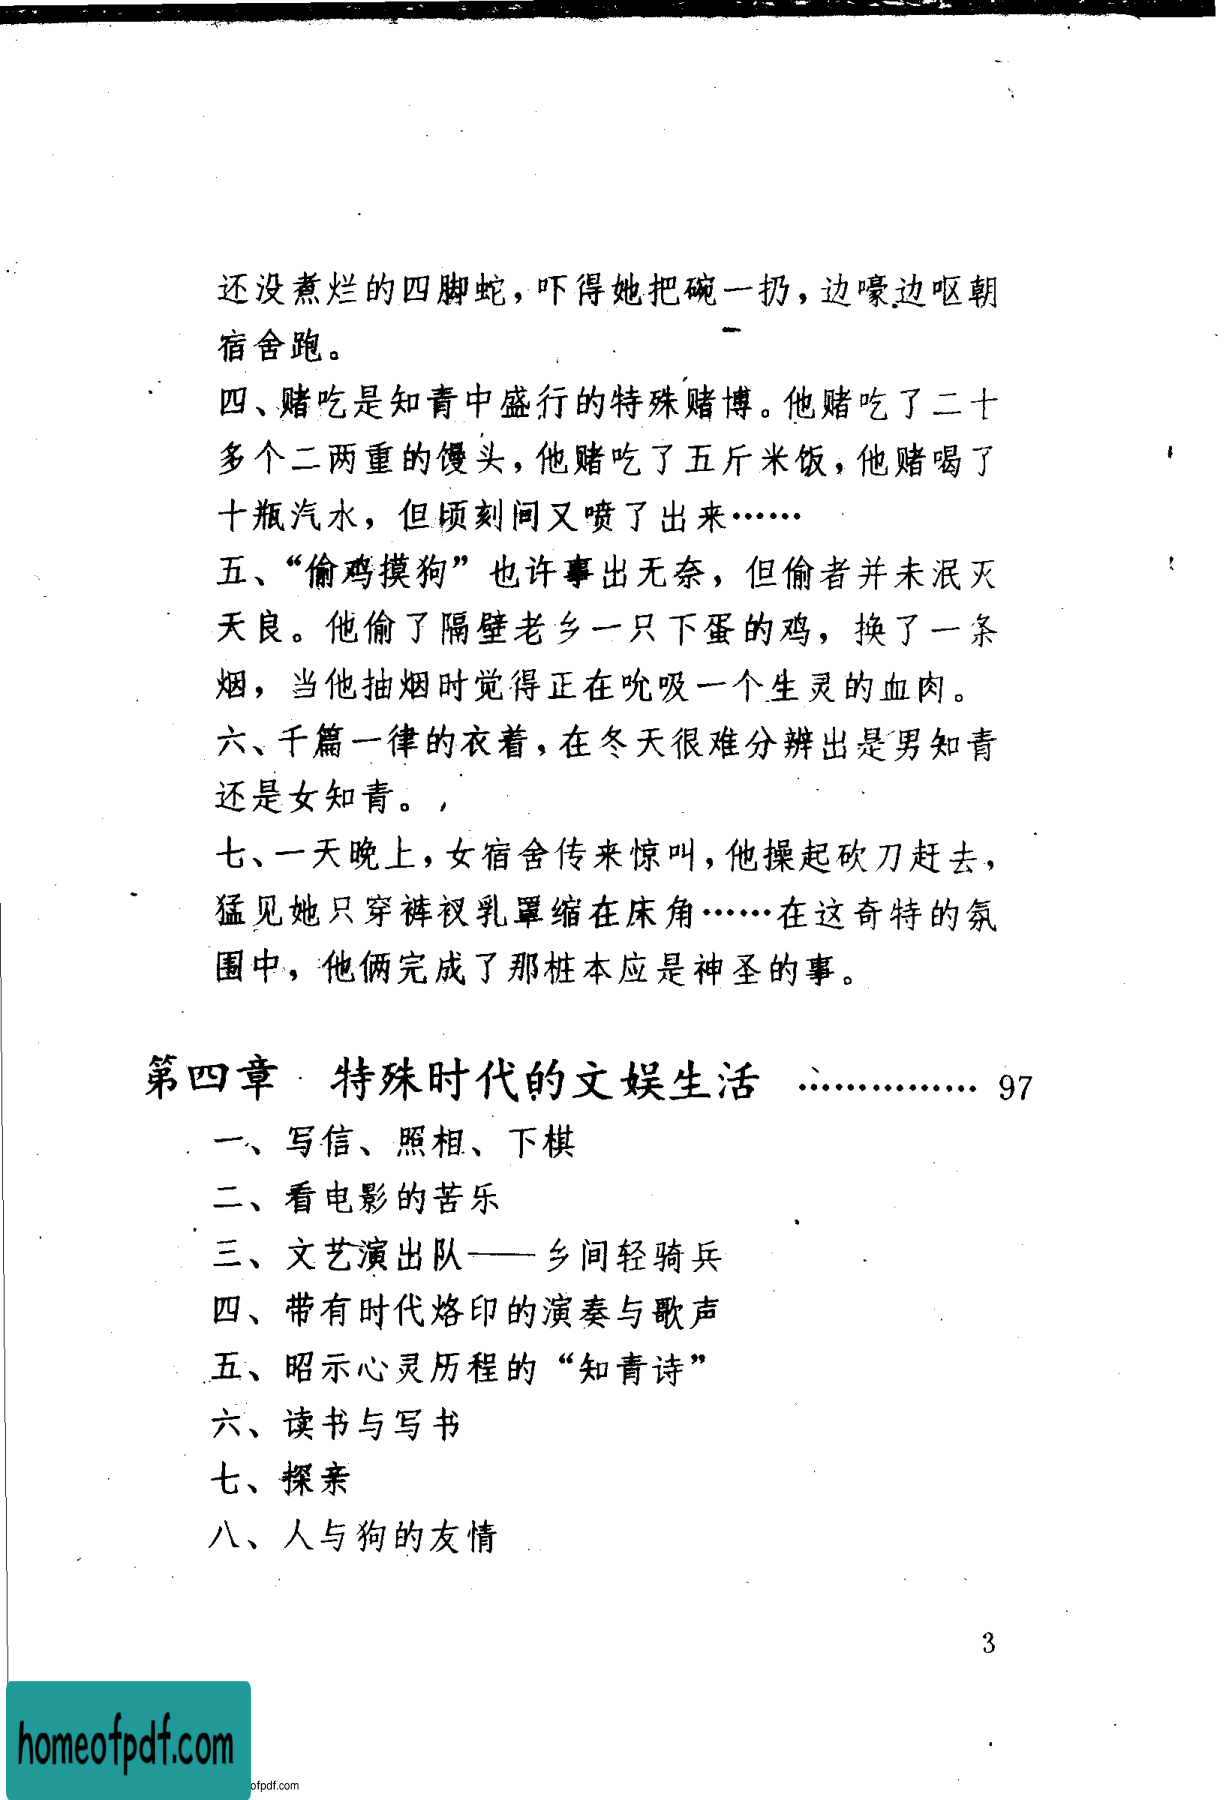 还没煮烂的四脚蛇，吓得她把碗一扔，边嚎边呕朝
宿舍跑。
四、赌吃是知青中盛行的特殊赌博。他赌吃了二十
多个二两重的馒头，他赌吃了五斤米饭，他赌喝了
十瓶汽水，但顷刻间又喷了出来……
五、“偷鸡摸狗”也许事出无奈，但偷者并未泯灭
天良。他偷了隔壁老乡一只下蛋的鸡，换了一条
烟，当他抽烟时觉得正在吮吸一个生灵的血肉。
六、千篇一律的衣着，在冬天很难分辨出是男知青
还是女知青。
七、一天晚上，女宿舍传来惊叫，他操起砍刀赶去，
猛见她只穿裤衩乳罩缩在床角……在这奇特的氛
围中，他俩完成了那桩本应是神圣的事。
第四章 特殊时代的文娱生活 …………… 97
一、写信、照相、下棋
二、看电影的苦乐
三、文艺演出队——乡间轻骑兵
四、带有时代烙印的演奏与歌声
五、昭示心灵历程的“知青诗”
六、读书与写书
七、探亲
八、人与狗的友情
3
homeofpdf.com
ofpdf.com